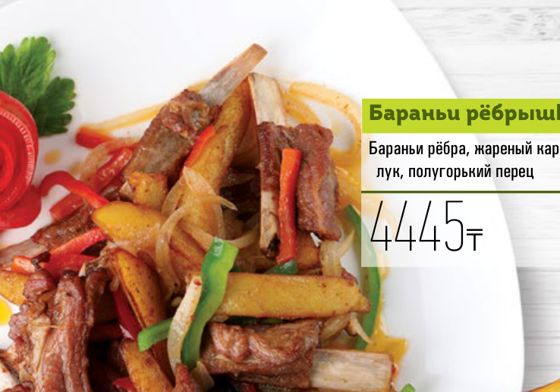 Бараньи рёбрыш
Бараньи рёбра, жареный кар
лук, полугорький перец
4445₸